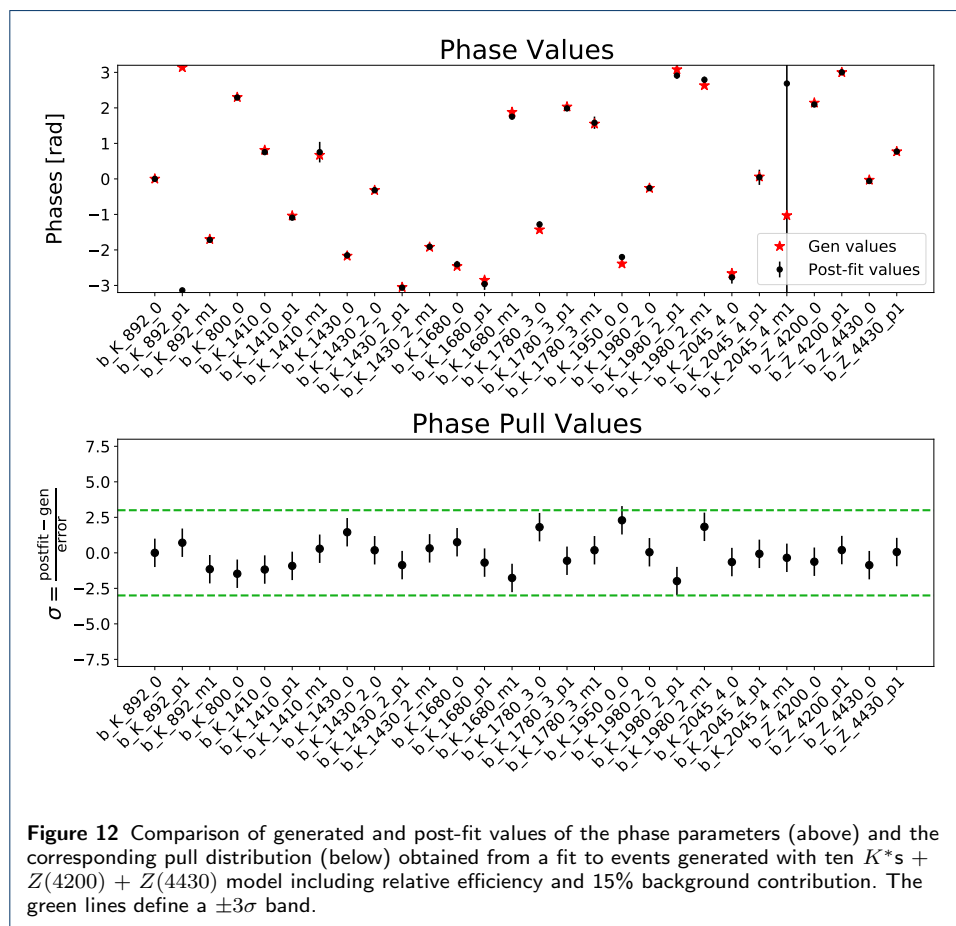 Phase Values
Phases [rad]
3
2
1
0
−1
−2
−3
Gen values
Post-fit values
b_K_892_0
b_K_892_p1
b_K_892_m1
b_K_800_0
b_K_1410_0
b_K_1410_p1
b_K_1410_m1
b_K_1430_0
b_K_1430_2_0
b_K_1430_2_p1
b_K_1430_2_m1
b_K_1680_0
b_K_1680_p1
b_K_1680_m1
b_K_1780_3_0
b_K_1780_3_p1
b_K_1780_3_m1
b_K_1950_0_0
b_K_1980_2_0
b_K_1980_2_p1
b_K_1980_2_m1
b_K_2045_4_0
b_K_2045_4_p1
b_K_2045_4_m1
b_Z_4200_0
b_Z_4200_p1
b_Z_4430_0
b_Z_4430_p1
Phase Pull Values
σ = postfit − gen / error
7.5
5.0
2.5
0.0
−2.5
−5.0
−7.5
b_K_892_0
b_K_892_p1
b_K_892_m1
b_K_800_0
b_K_1410_0
b_K_1410_p1
b_K_1410_m1
b_K_1430_0
b_K_1430_2_0
b_K_1430_2_p1
b_K_1430_2_m1
b_K_1680_0
b_K_1680_p1
b_K_1680_m1
b_K_1780_3_0
b_K_1780_3_p1
b_K_1780_3_m1
b_K_1950_0_0
b_K_1980_2_0
b_K_1980_2_p1
b_K_1980_2_m1
b_K_2045_4_0
b_K_2045_4_p1
b_K_2045_4_m1
b_Z_4200_0
b_Z_4200_p1
b_Z_4430_0
b_Z_4430_p1
Figure 12 Comparison of generated and post-fit values of the phase parameters (above) and the
corresponding pull distribution (below) obtained from a fit to events generated with ten K*s +
Z(4200) + Z(4430) model including relative efficiency and 15% background contribution. The
green lines define a ±3σ band.